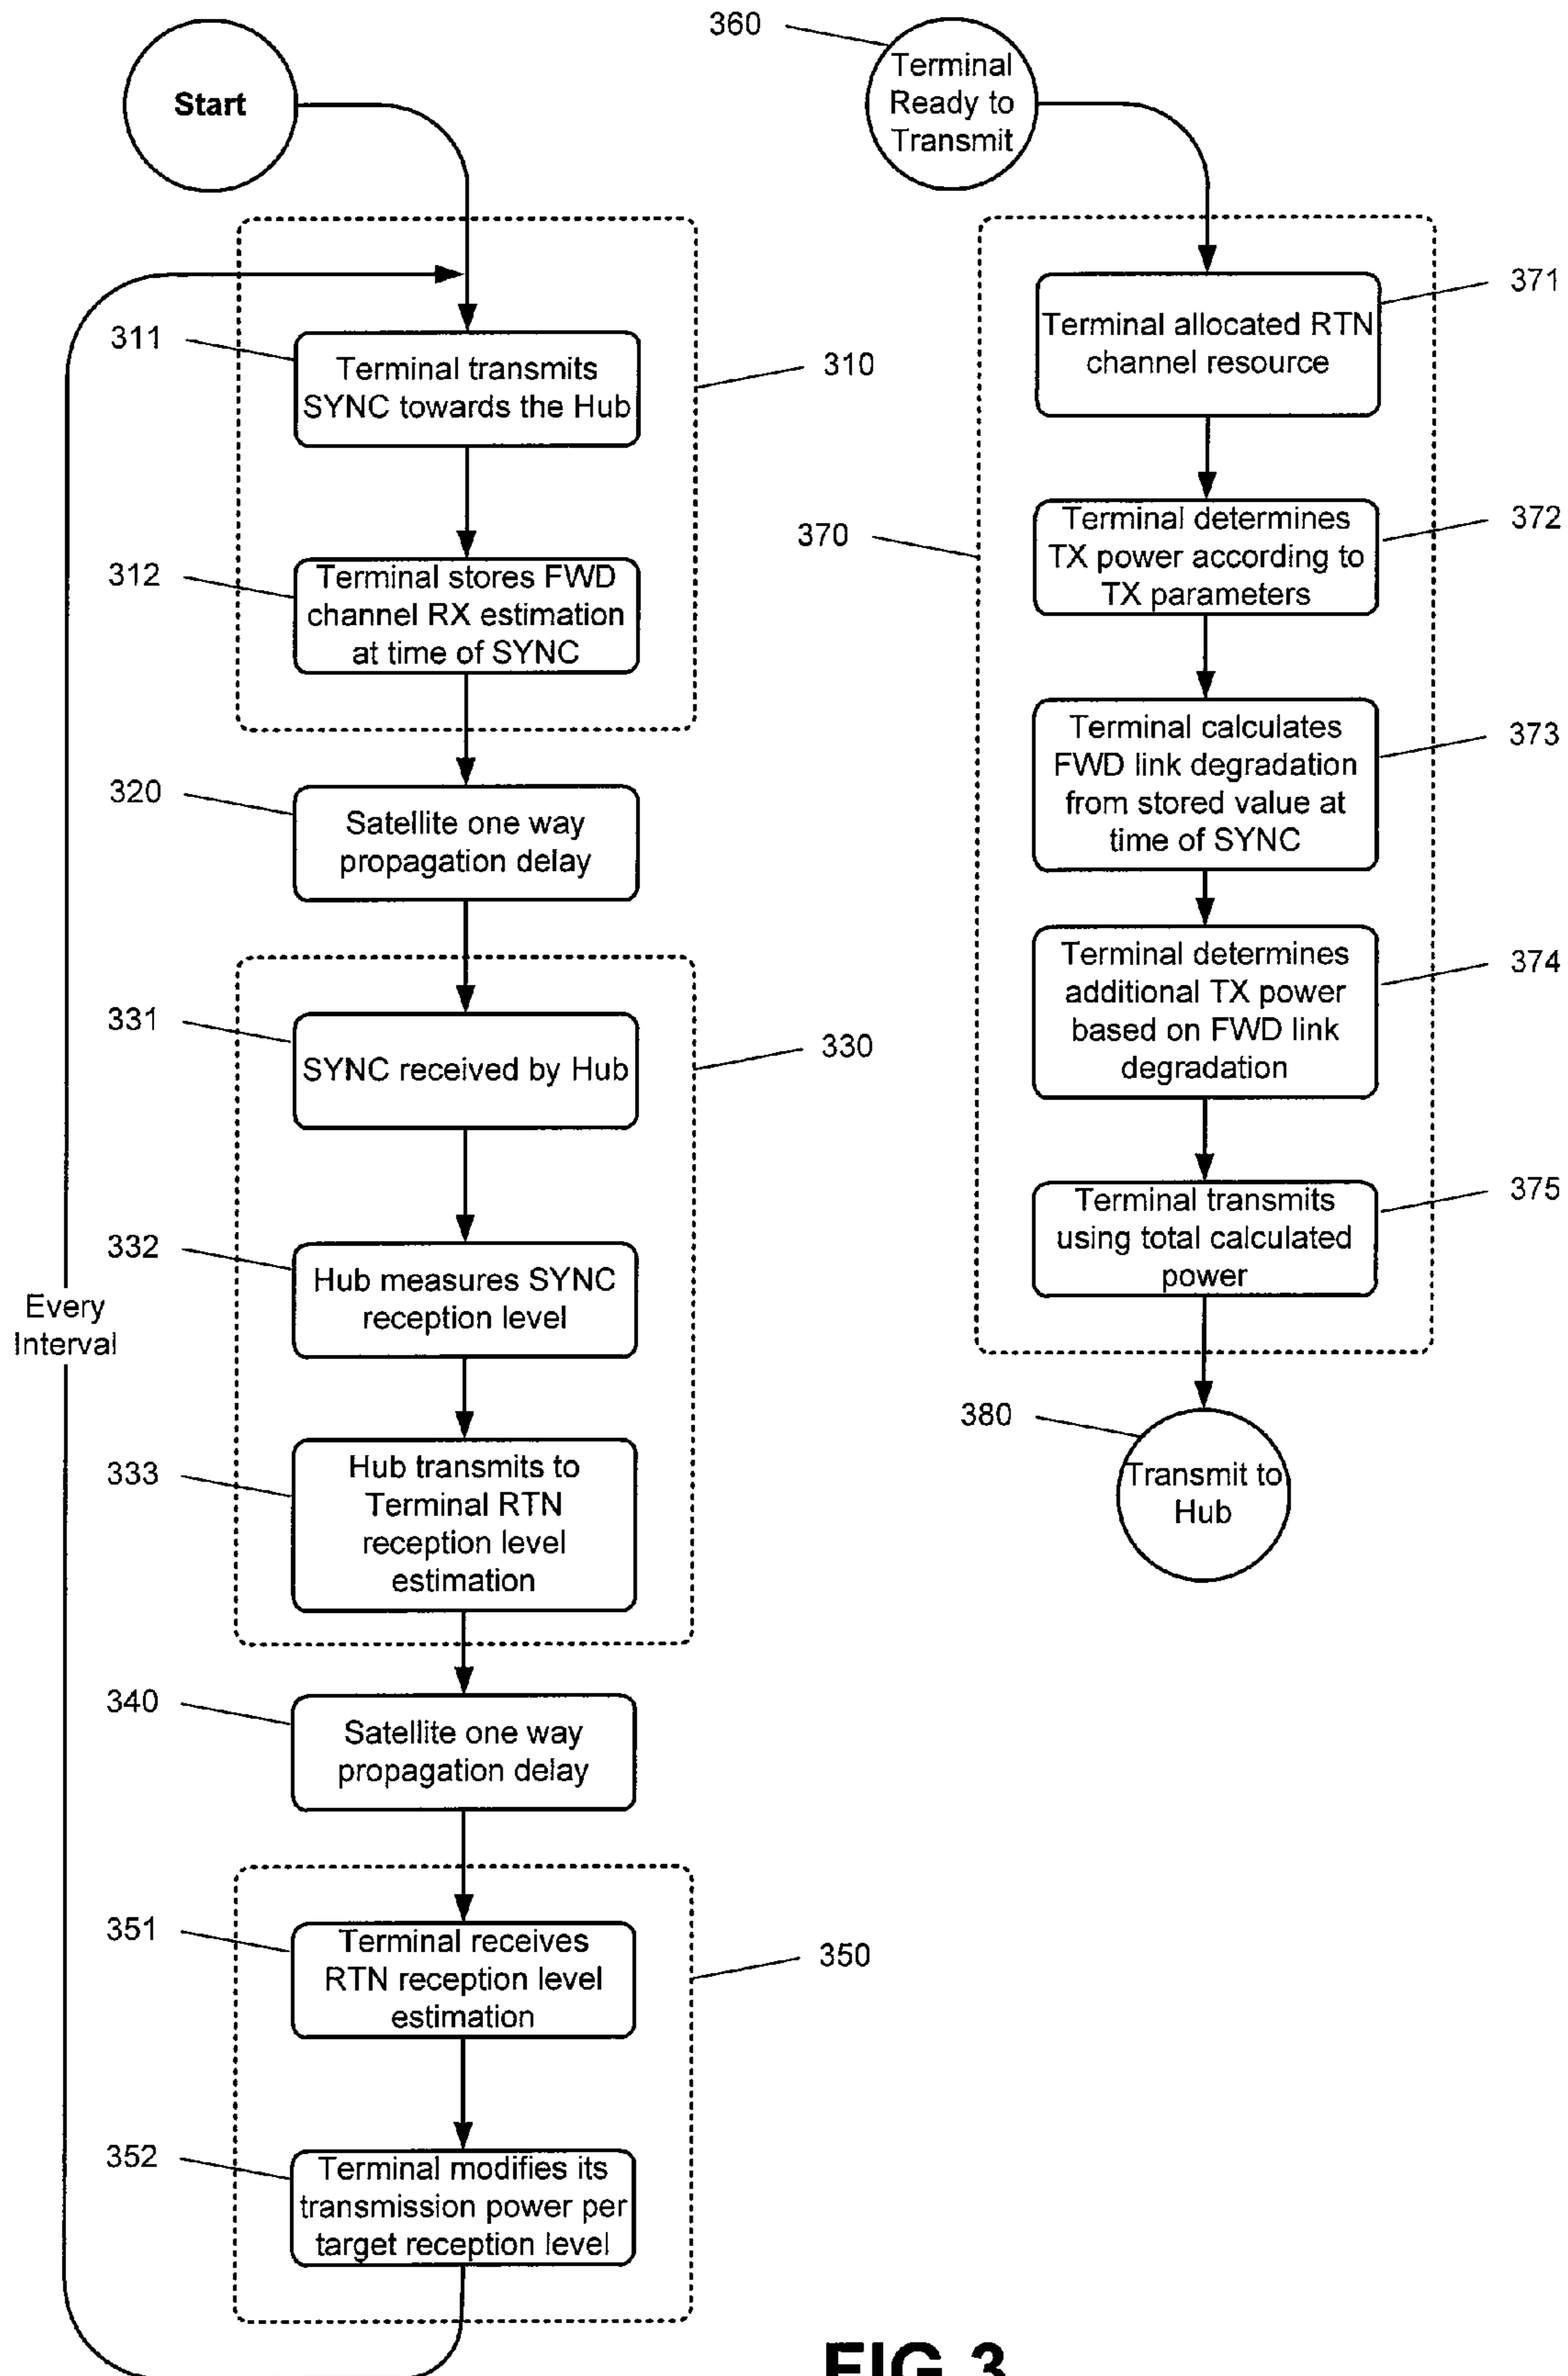 Start
311
Terminal transmits
SYNC towards the Hub
310
312
Terminal stores FWD
channel RX estimation
at time of SYNC
320
Satellite one way
propagation delay
331
SYNC received by Hub
330
332
Hub measures SYNC
reception level
Every
Interval
333
Hub transmits to
Terminal RTN
reception level
estimation
340
Satellite one way
propagation delay
351
Terminal receives
RTN reception level
estimation
350
352
Terminal modifies its
transmission power per
target reception level
360
Terminal
Ready to
Transmit
371
Terminal allocated RTN
channel resource
370
372
Terminal determines
TX power according to
TX parameters
373
Terminal calculates
FWD link degradation
from stored value at
time of SYNC
374
Terminal determines
additional TX power
based on FWD link
degradation
375
Terminal transmits
using total calculated
power
380
Transmit to
Hub
FIG 3